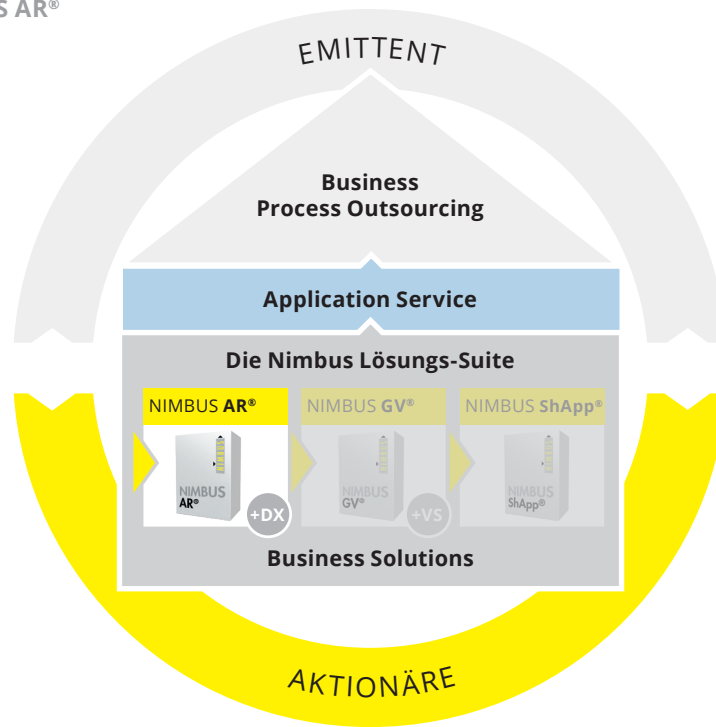 S AR®
EMITTENT
Business
Process Outsourcing
Application Service
Die Nimbus Lösungs-Suite
NIMBUS AR®
NIMBUS GV®
NIMBUS ShApp®
NIMBUS
AR®
+DX
NIMBUS
GV®
+VS
NIMBUS
ShApp®
Business Solutions
AKTIONÄRE